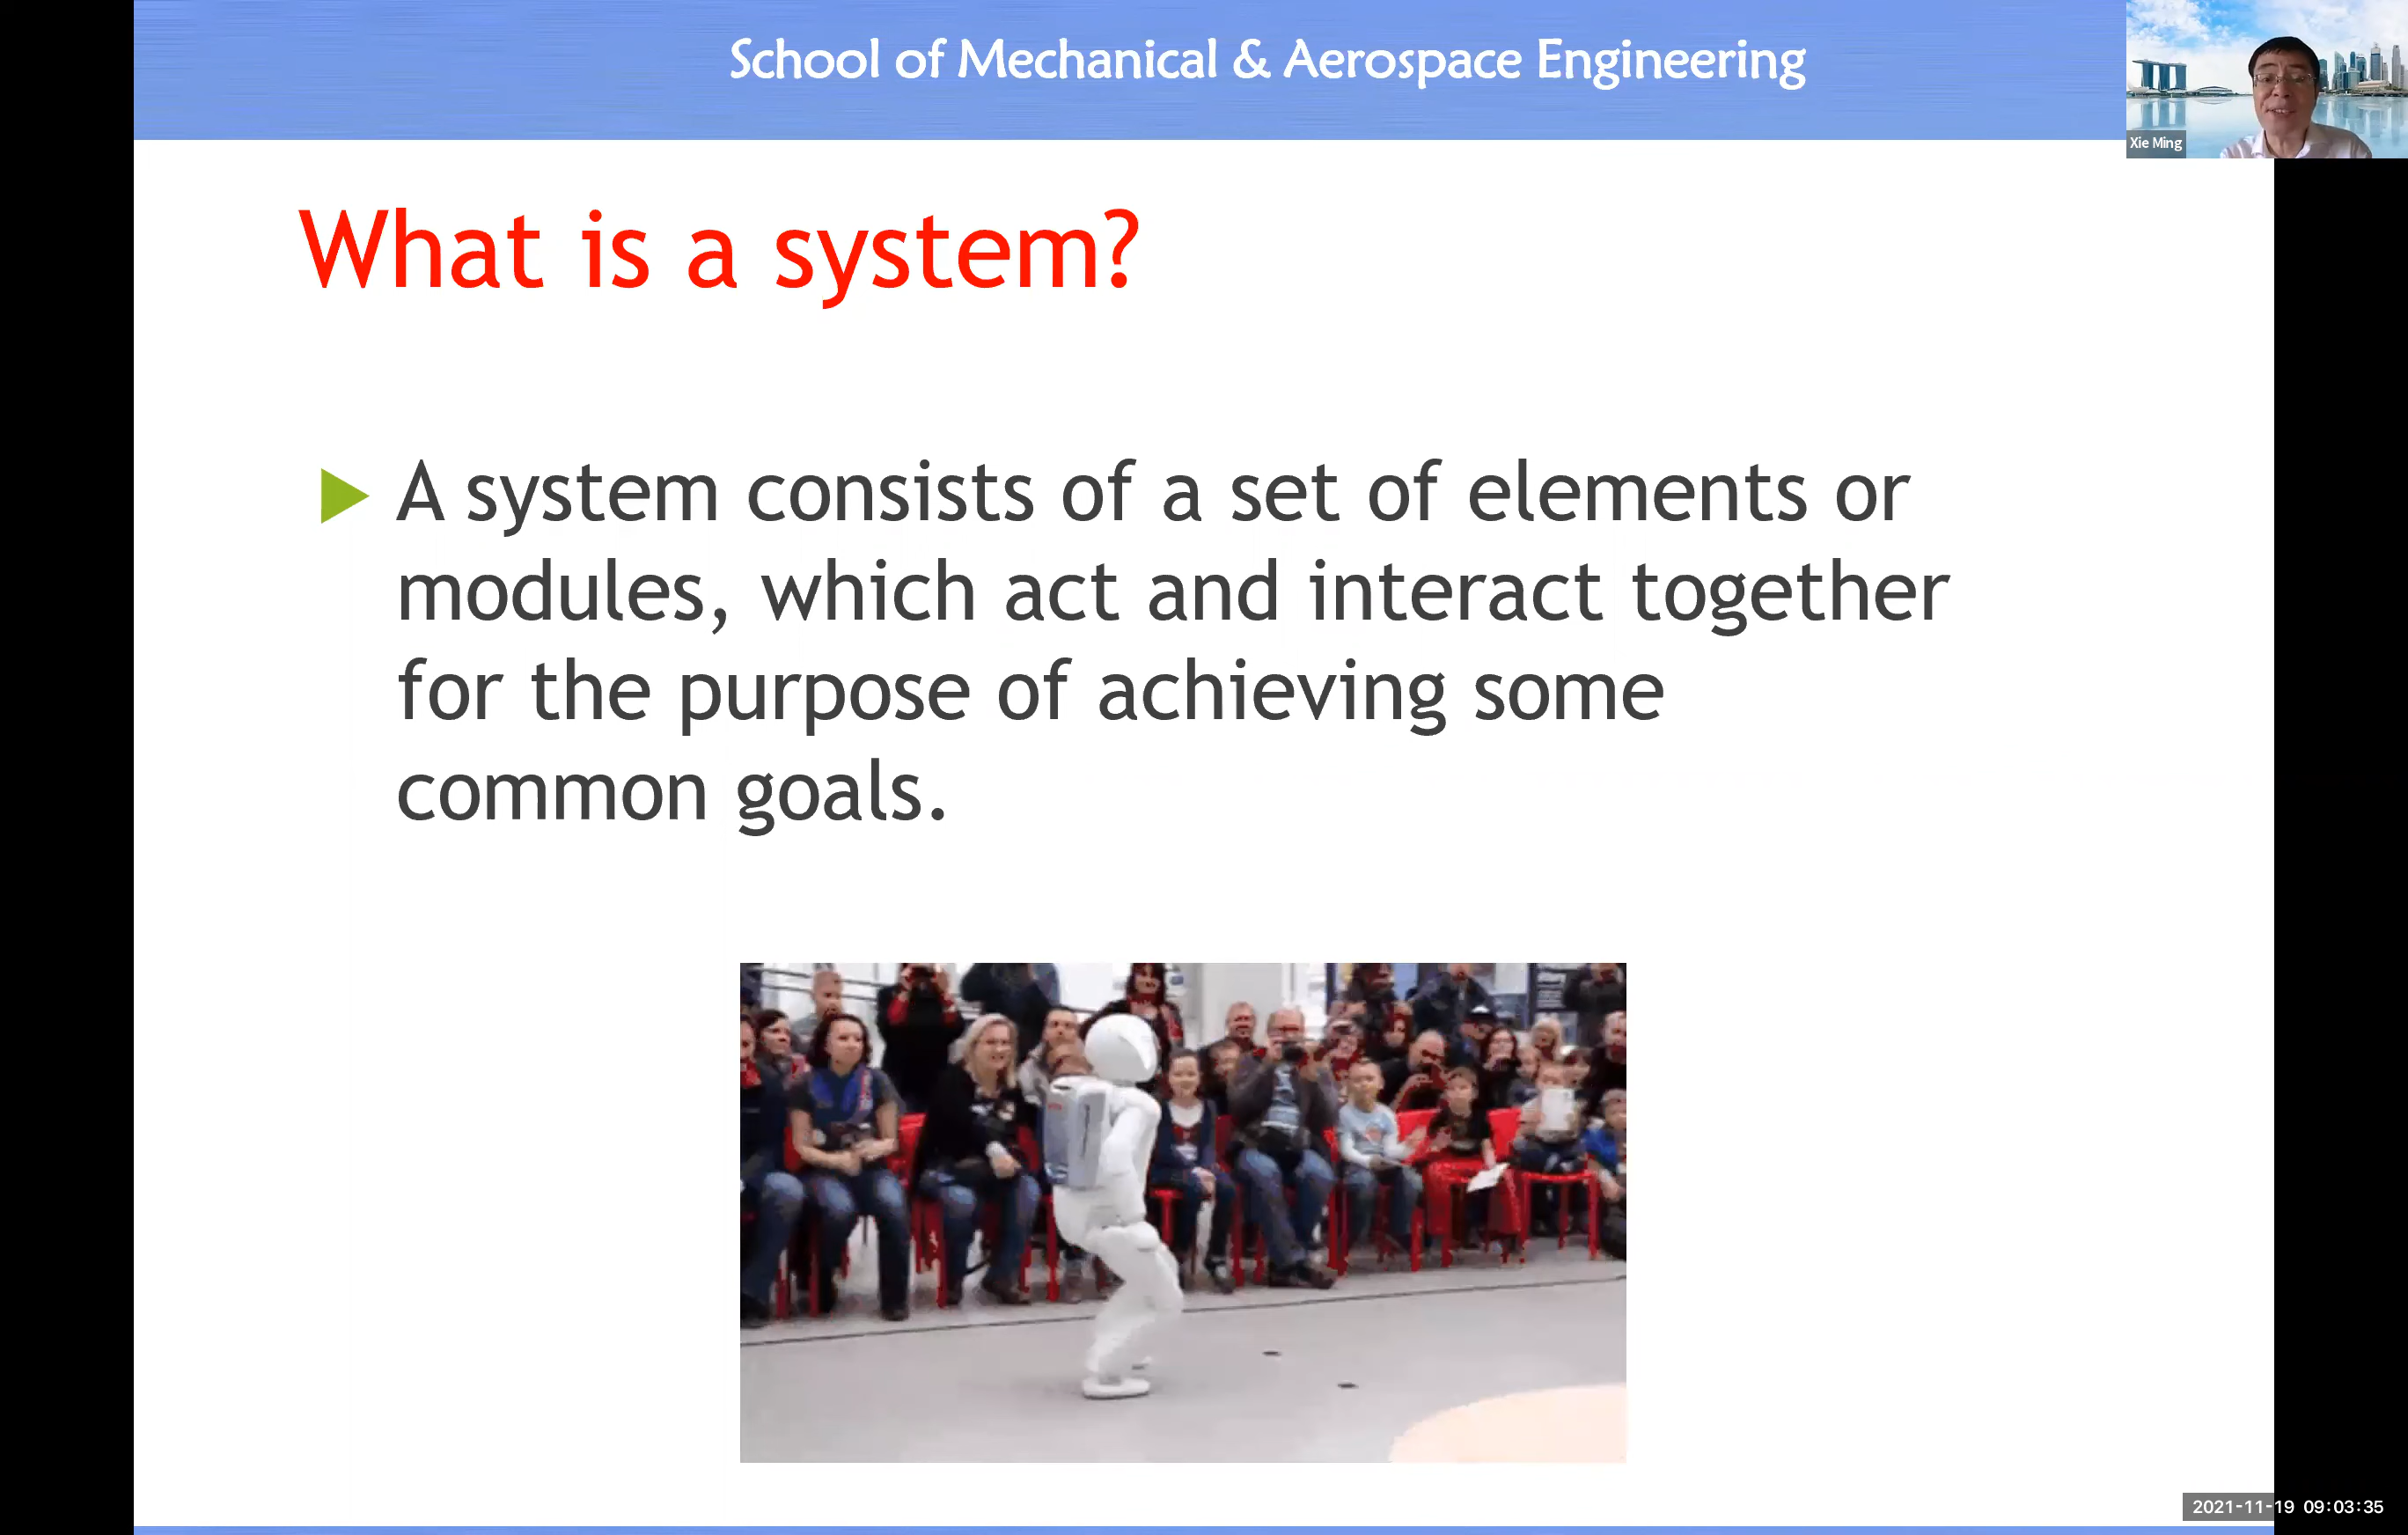 School of Mechanical & Aerospace Engineering
Xie Ming
What is a system?
A system consists of a set of elements or
modules, which act and interact together
for the purpose of achieving some
common goals.
2021-11-19 09:03:35